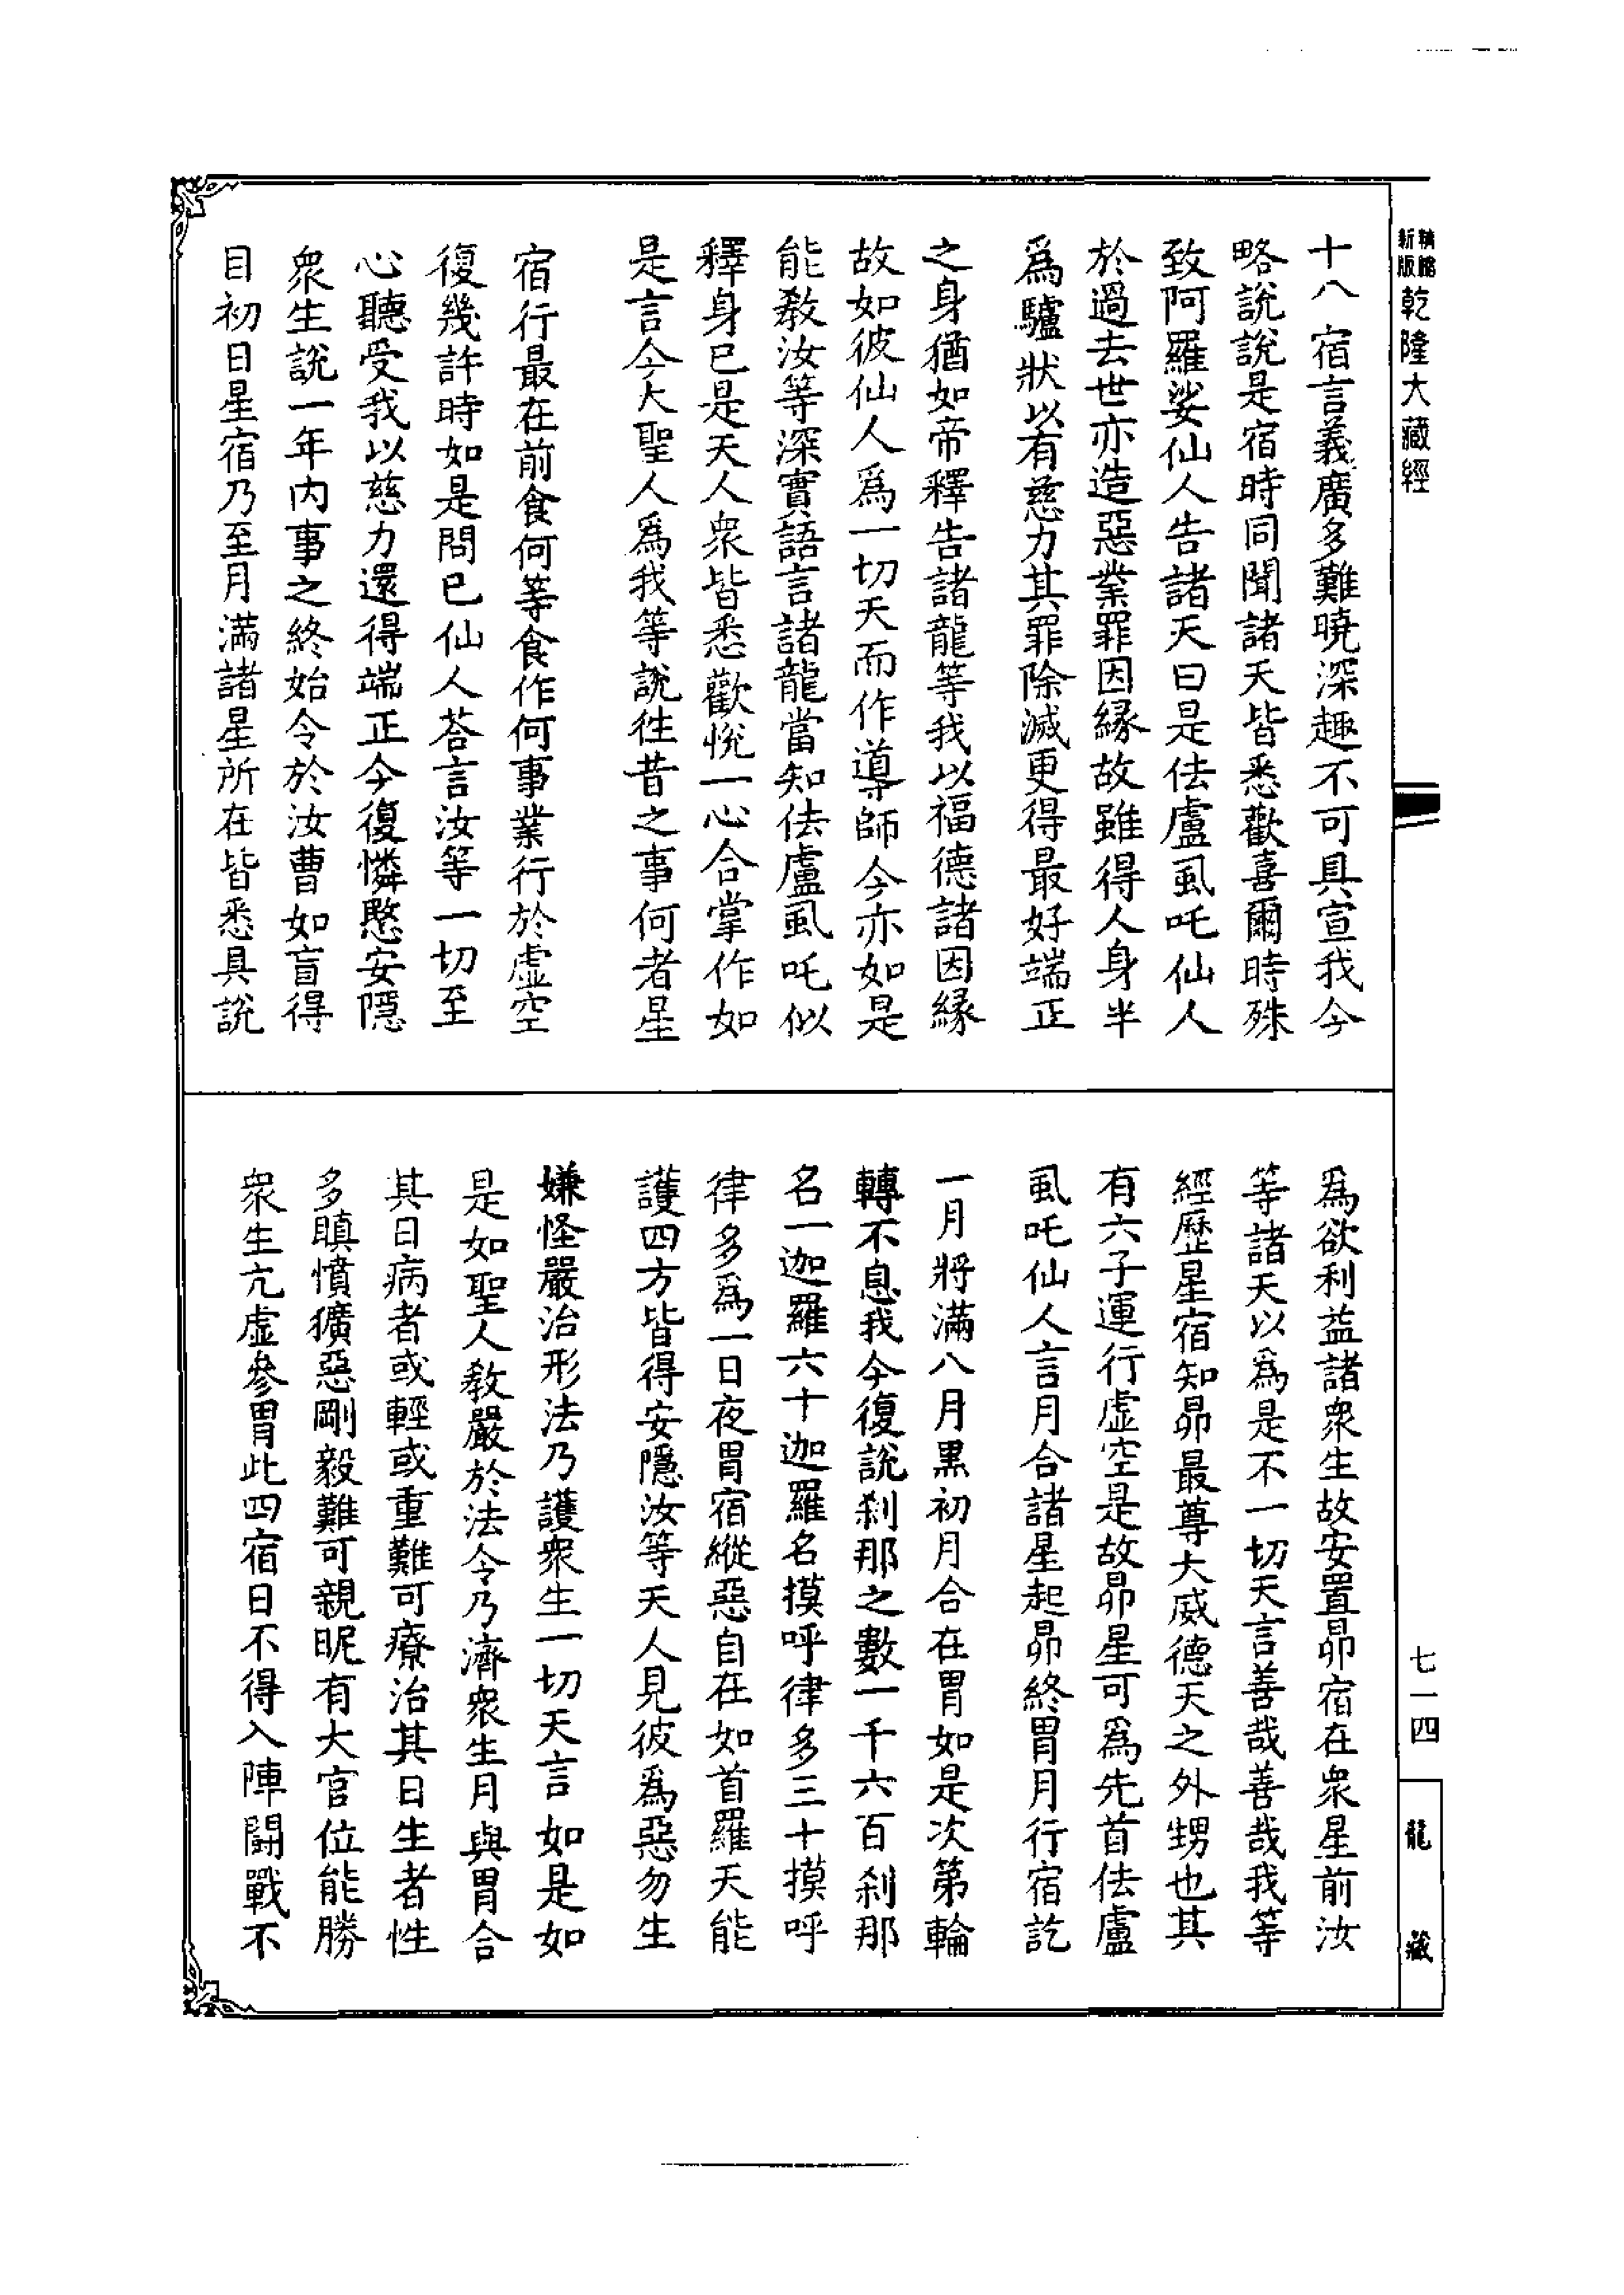 新版
精縮
乾隆大藏經
十八宿言義廣多難曉深趣不可具宣我今
略說說是宿時同聞諸天皆悉歡喜爾時殊
致阿羅娑仙人告諸天曰是佉盧虱吒仙人
於過去世亦造惡業罪因緣故雖得人身半
爲驢狀以有慈力其罪除滅更得最好端正
之身猶如帝釋告諸龍等我以福德諸因緣
故如彼仙人爲一切天而作導師今亦如是
能教汝等深實語言諸龍當知佉盧虱吒似
釋身已是天人衆皆悉歡悅一心合掌作如
是言今大聖人爲我等說徃昔之事何者星
宿行最在前食何等食作何事業行於虛空
復幾許時如是問已仙人荅言汝等一切至
心聽受我以慈力還得端正今復憐愍安隱
衆生說一年內事之終始令於汝曹如盲得
目初日星宿乃至月滿諸星所在皆悉具說
爲欲利益諸衆生故安置昴宿在衆星前汝
等諸天以爲是不一切天言善哉善哉我等
經歷星宿知昴最尊大威德天之外甥也其
有六子運行虛空是故昴星可爲先首佉盧
虱吒仙人言月合諸星起昴終胃月行宿訖
一月將滿八月黑初月合在胃如是次第輪
轉不息我今復說刹那之數一千六百刹那
名一迦羅六十迦羅名摸呼律多三十摸呼
律多爲一日夜胃宿縱惡自在如首羅天能
護四方皆得安隱汝等天人見彼爲惡勿生
嫌怪嚴治形法乃護衆生一切天言如是如
是如聖人教嚴於法令乃濟衆生月與胃合
其日病者或輕或重難可療治其日生者性
多瞋憤獷惡剛毅難可親昵有大官位能勝
衆生亢虛參胃此四宿日不得入陣鬪戰不
七一四
龍藏